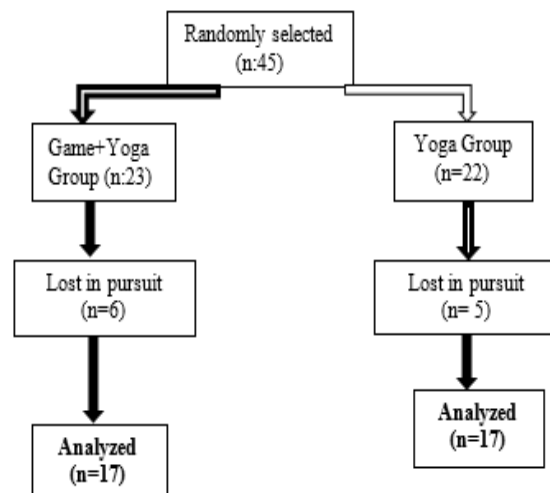 Randomly selected
(n:45)
Game+Yoga
Group (n:23)
Yoga Group
(n=22)
Lost in pursuit
(n=6)
Lost in pursuit
(n= 5)
Analyzed
(n=17)
Analyzed
(n=17)